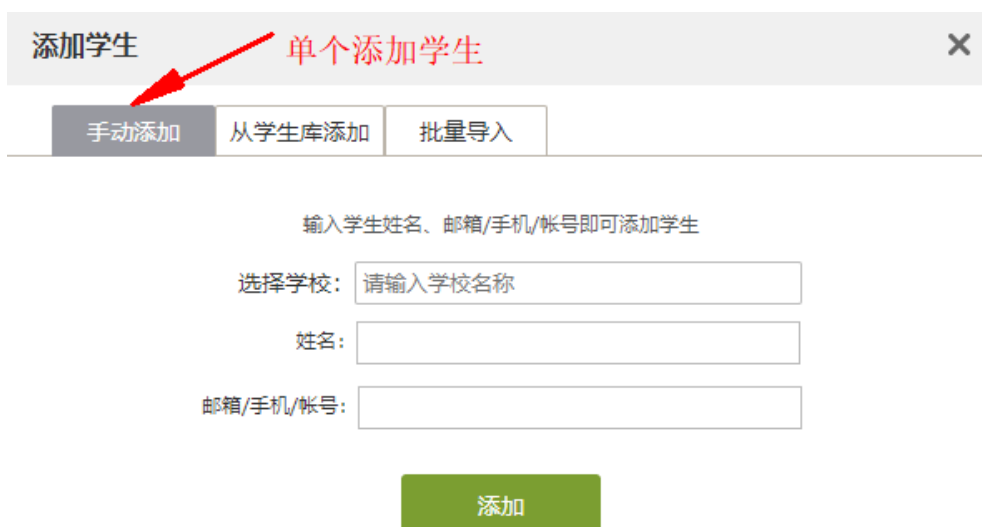 添加学生
单个添加学生
手动添加 从学生库添加 批量导入
输入学生姓名、邮箱/手机/帐号即可添加学生
选择学校: 请输入学校名称
姓名:
邮箱/手机/帐号:
添加